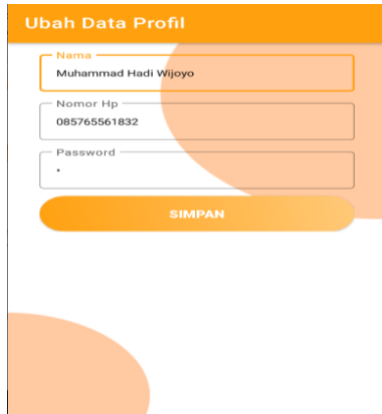 Ubah Data Profil
Nama
Muhammad Hadi Wijoyo
Nomor Hp
085765561832
Password
•
SIMPAN